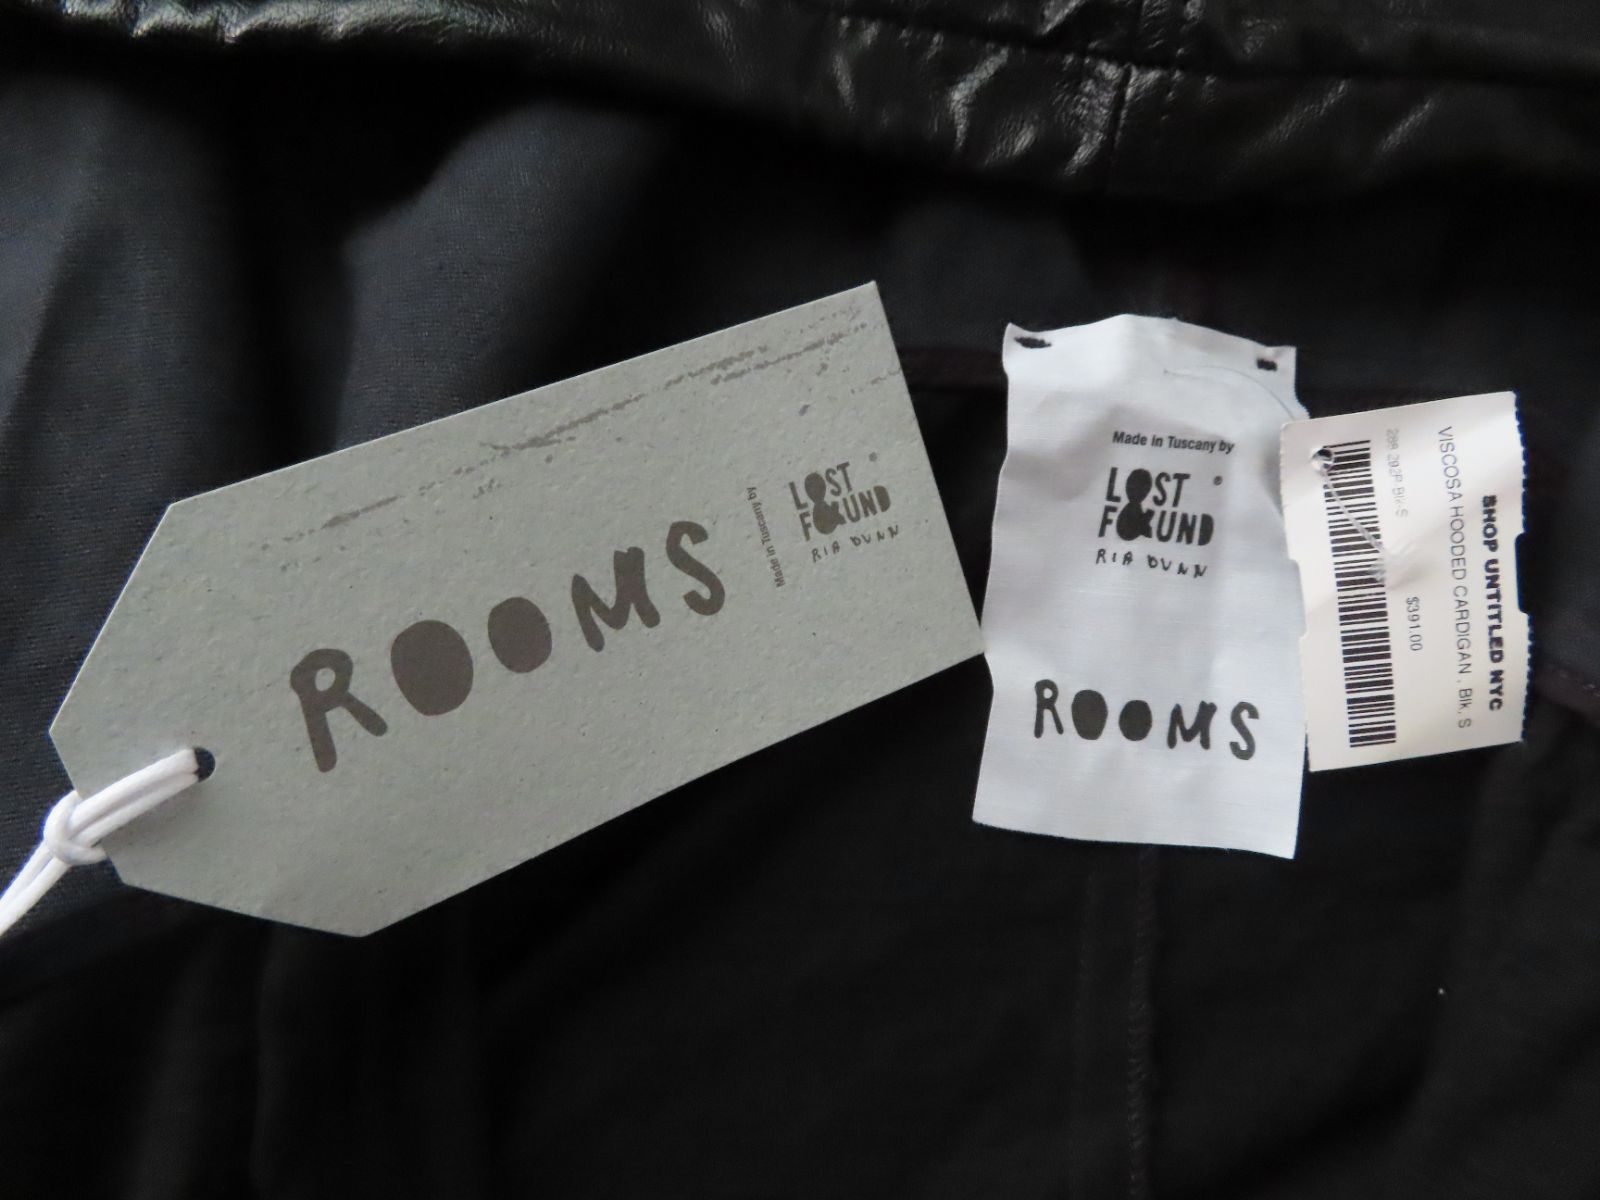 ROOMS
Made in Tuscany by
LOST
F&UND
RIA DUNN
Made in Tuscany by
LOST
F&UND
RIA DUNN
ROOMS
SHOP UNTITLED NYC
VISCOSA HOODED CARDIGAN , Blk, S
$391.00